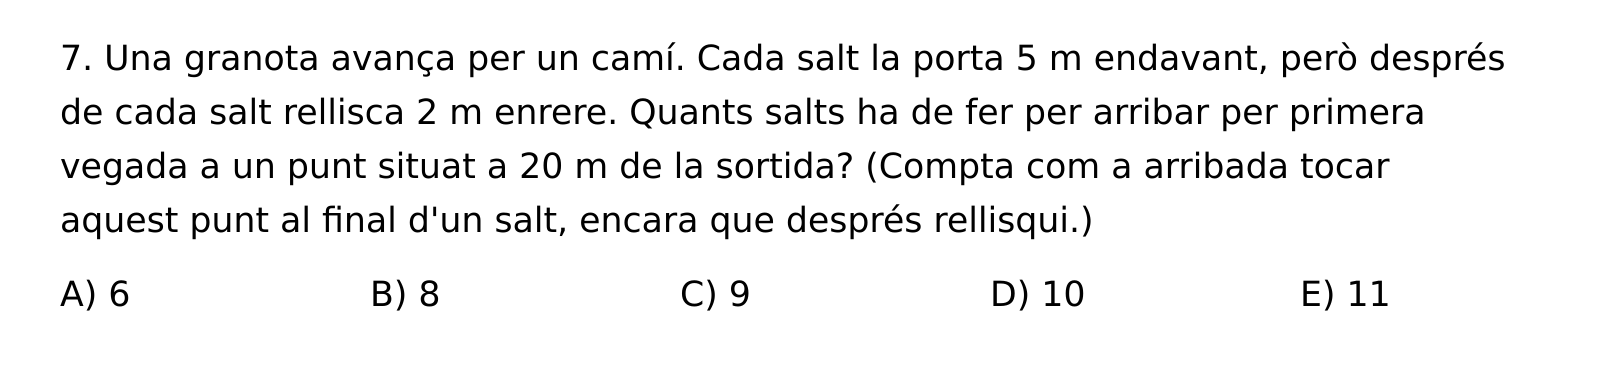 7. Una granota avança per un camí. Cada salt la porta 5 m endavant, però després
de cada salt rellisca 2 m enrere. Quants salts ha de fer per arribar per primera
vegada a un punt situat a 20 m de la sortida? (Compta com a arribada tocar
aquest punt al final d'un salt, encara que després rellisqui.)
A) 6 B) 8 C) 9 D) 10 E) 11